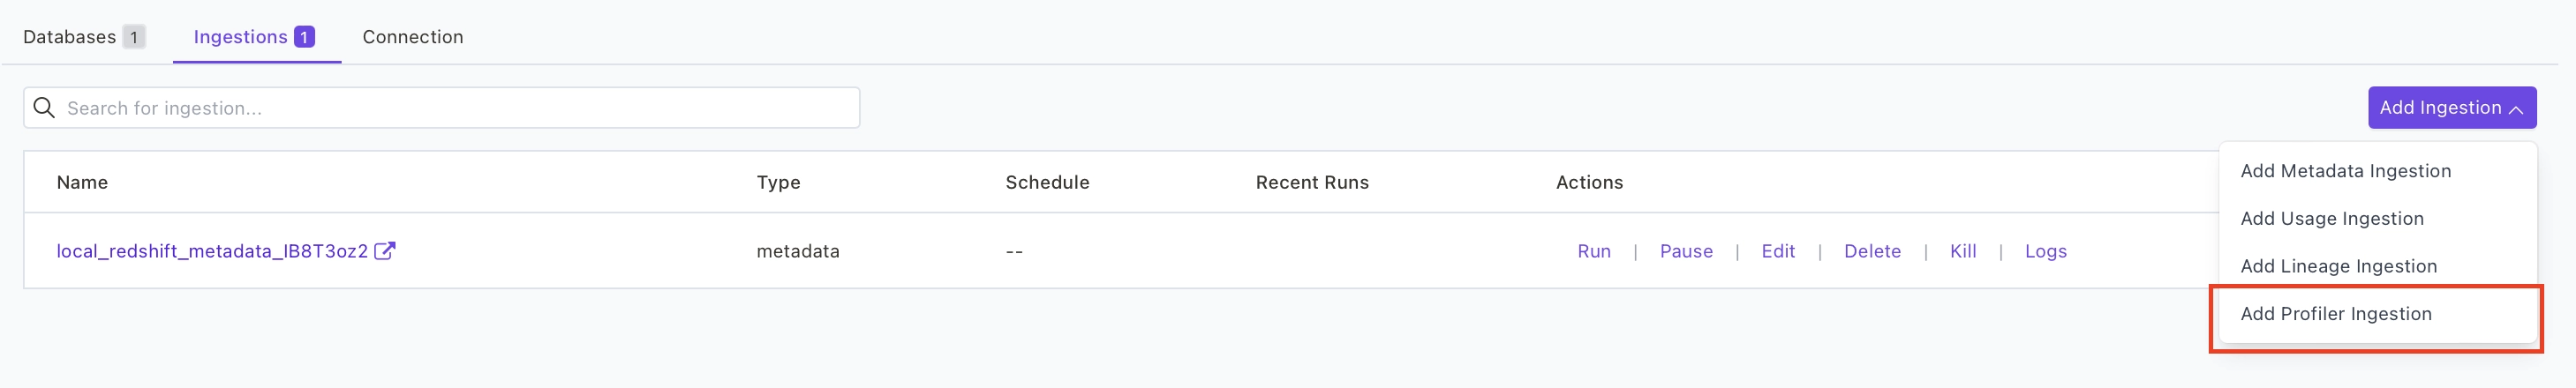 Databases 1 Ingestions 1 Connection
Search for ingestion...
Add Ingestion
Name Type Schedule Recent Runs Actions
local_redshift_metadata_IB8T3oz2 metadata -- Run | Pause | Edit | Delete | Kill | Logs
Add Metadata Ingestion
Add Usage Ingestion
Add Lineage Ingestion
Add Profiler Ingestion